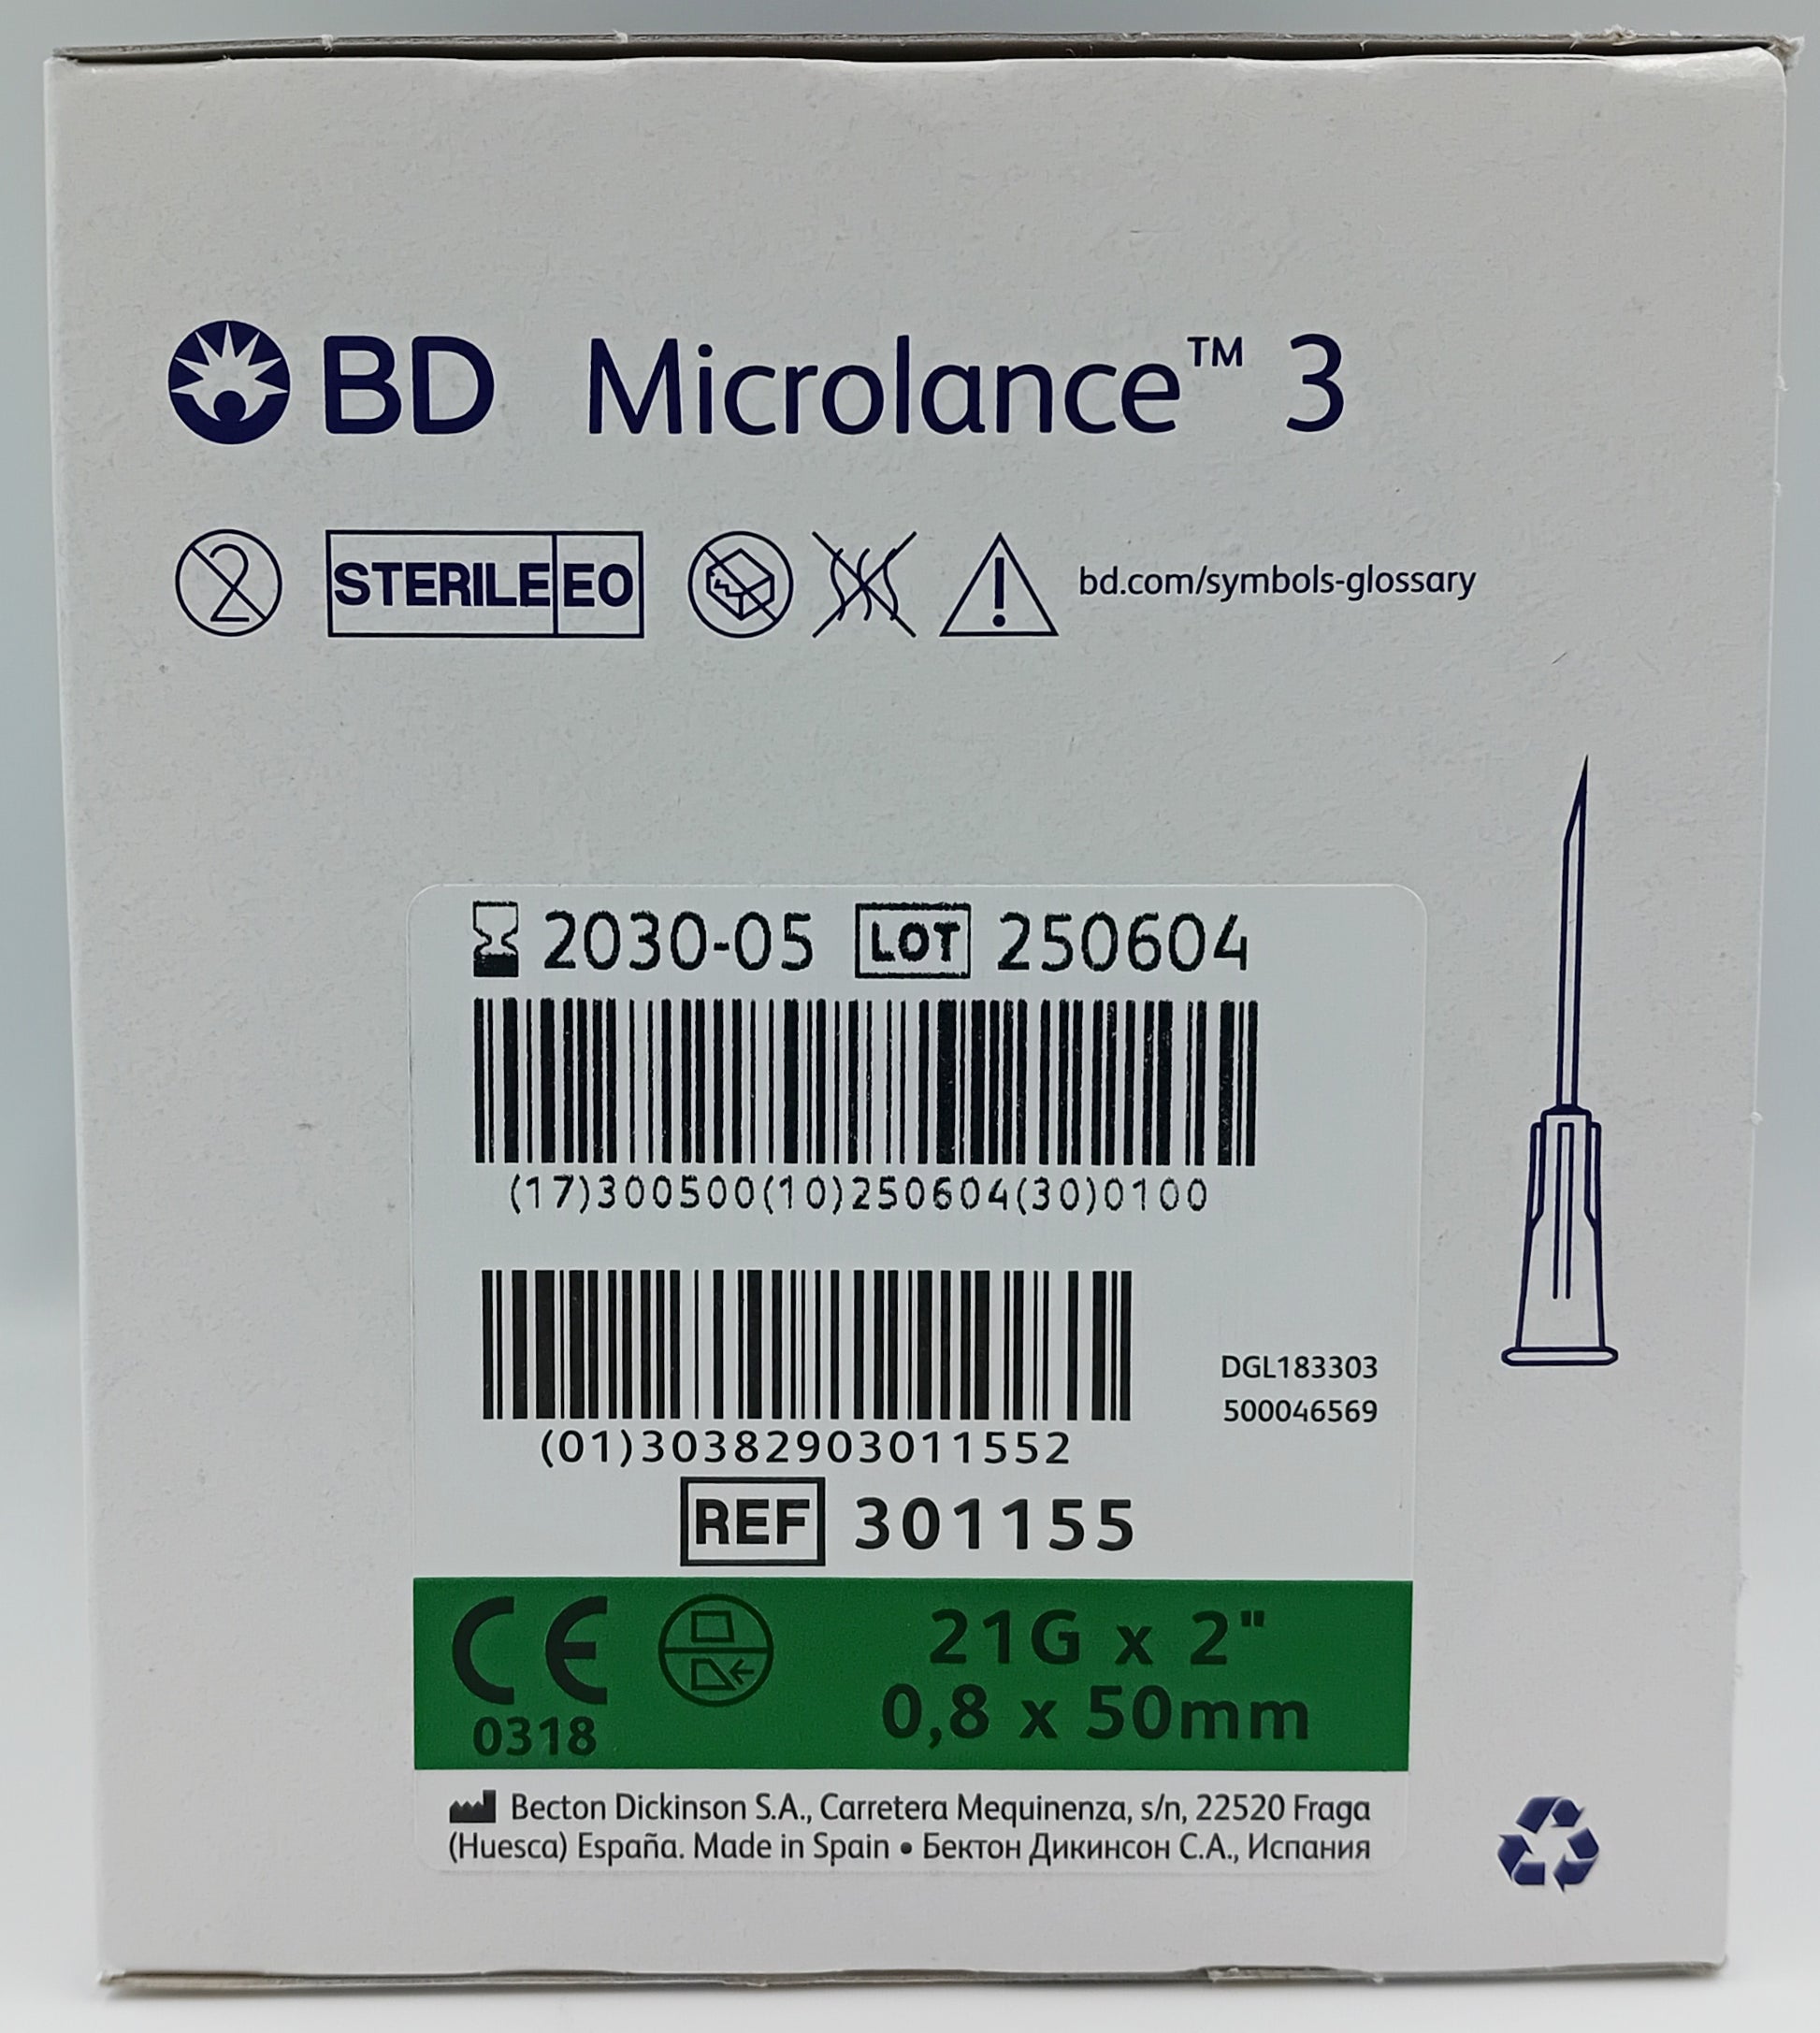 BD Microlance™ 3
2 STERILE EO bd.com/symbols-glossary
2030-05 LOT 250604
(17)300500(10)250604(30)0100
DGL183303
500046569
(01)30382903011552
REF 301155
CE 21G x 2"
0318 0,8 x 50mm
Becton Dickinson S.A., Carretera Mequinenza, s/n, 22520 Fraga
(Huesca) España. Made in Spain • Бектон Дикинсон С.А., Испания